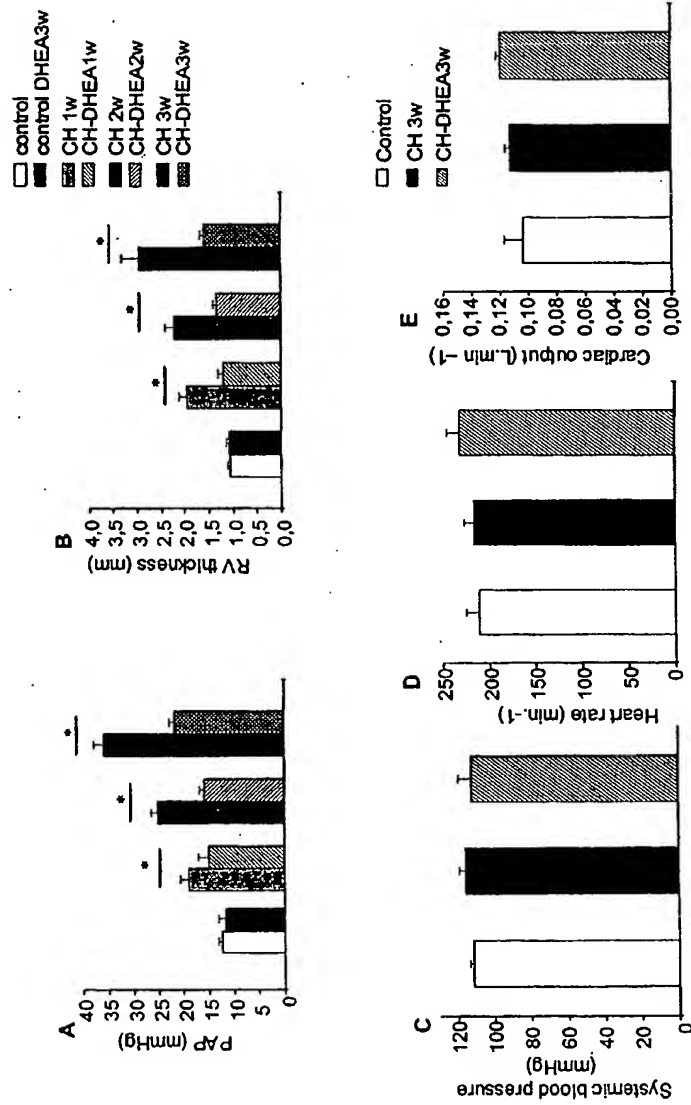 A
PAP (mmHg)
40
35
30
25
20
15
10
5
0
*
*
*
B
RV thickness (mm)
4,0
3,5
3,0
2,5
2,0
1,5
1,0
0,5
0,0
*
*
*
control
control DHEA3w
CH 1w
CH-DHEA1w
CH 2w
CH-DHEA2w
CH 3w
CH-DHEA3w
C
Systemic blood pressure
(mmHg)
120
100
80
60
40
20
0
D
Heart rate (min.-1)
250
200
150
100
50
0
E
Cardiac output (L.min -1)
0,16
0,14
0,12
0,10
0,08
0,06
0,04
0,02
0,00
Control
CH 3w
CH-DHEA3w